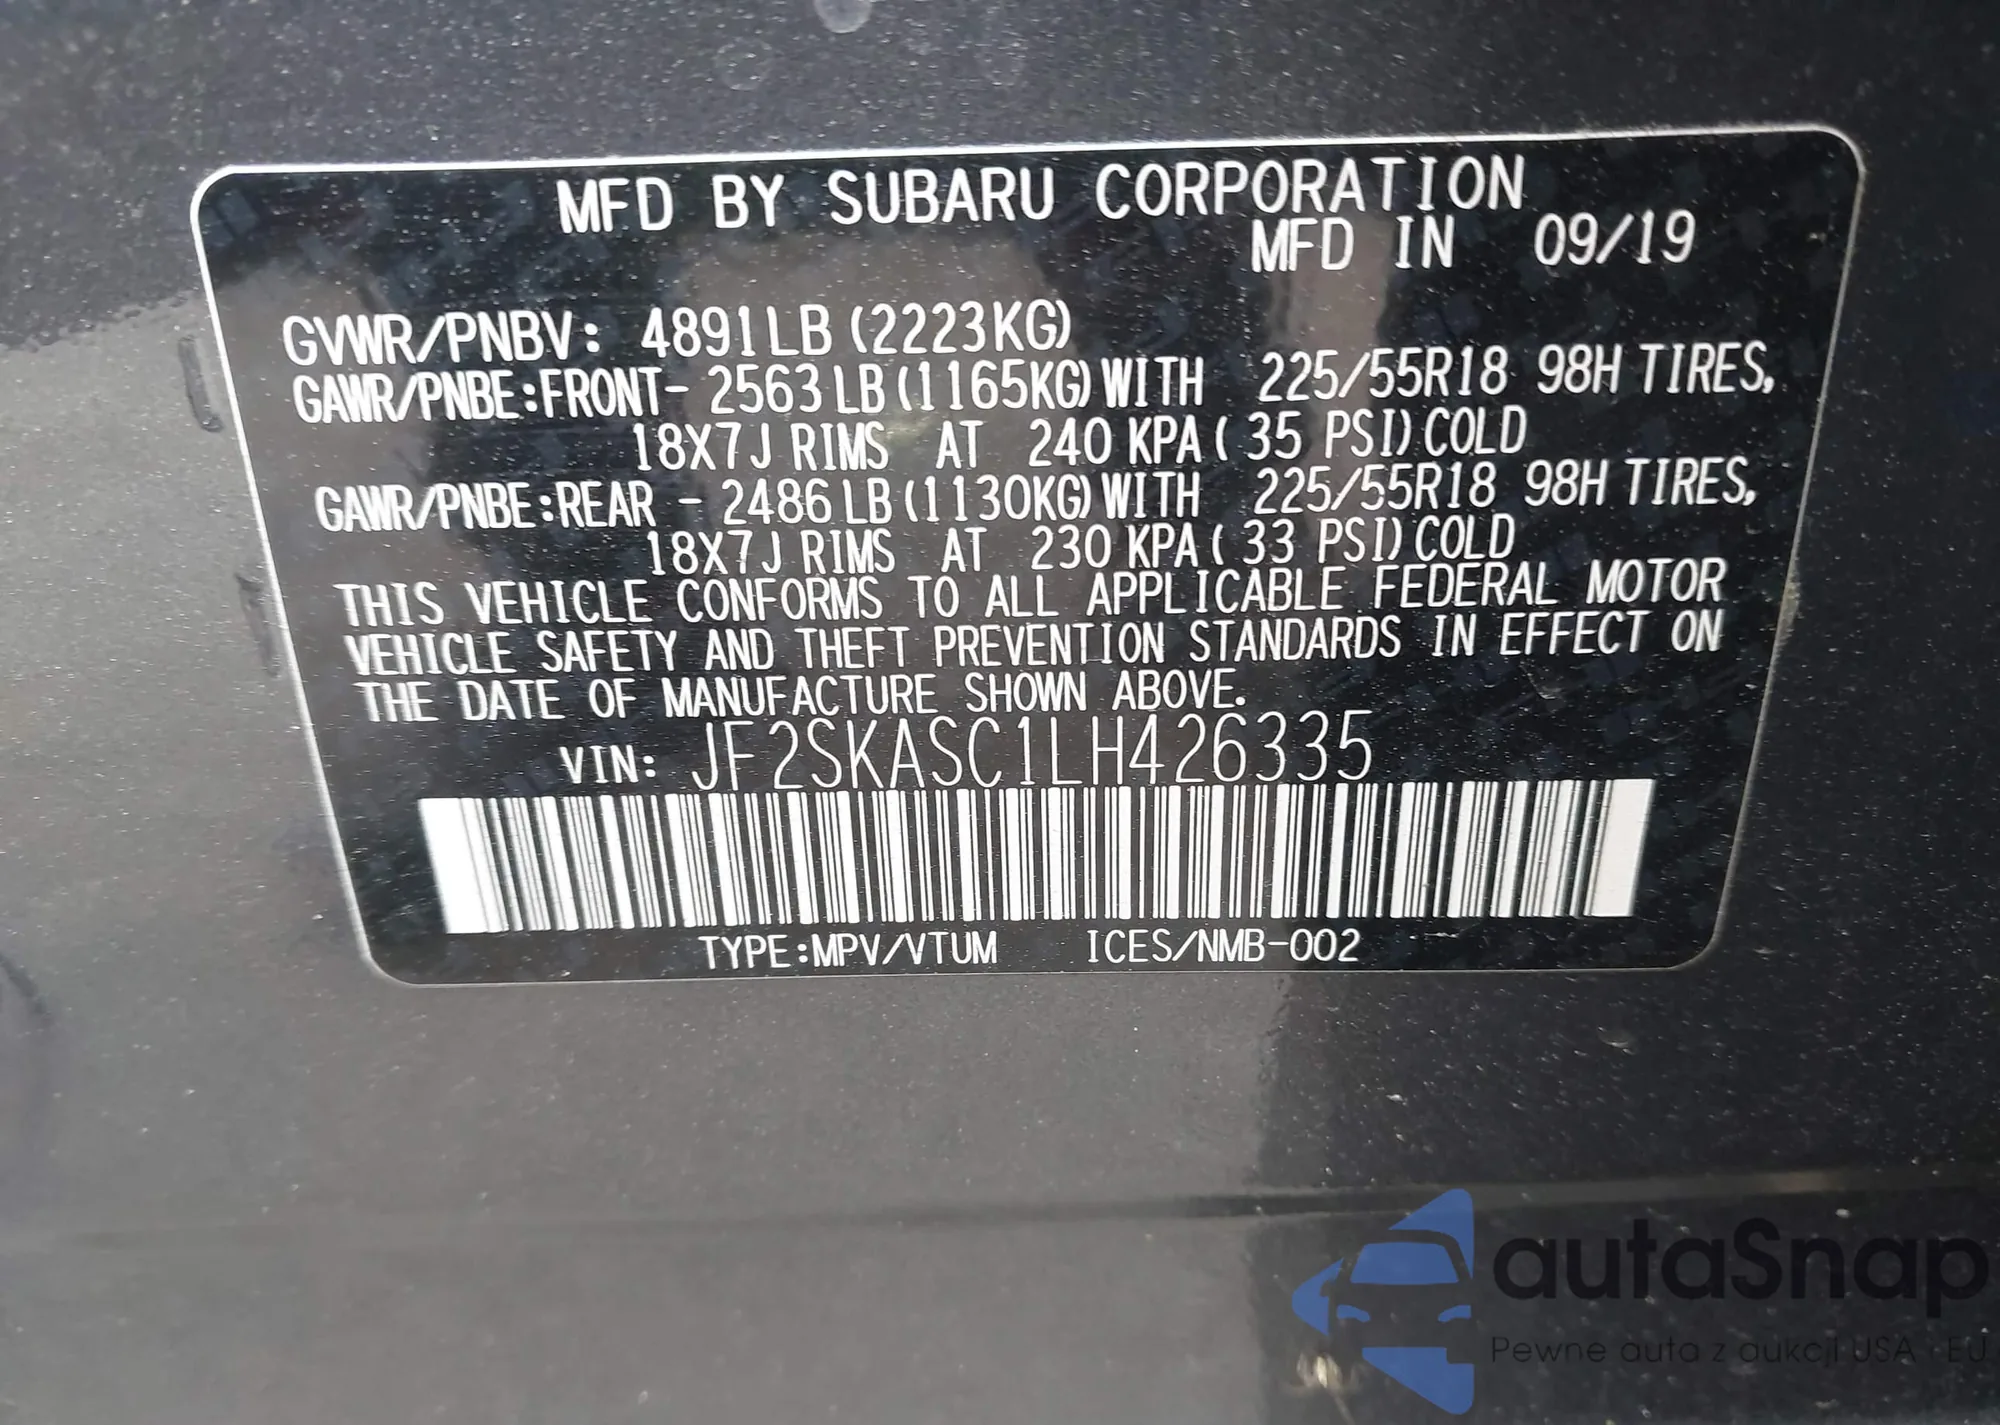 MFD BY SUBARU CORPORATION
MFD IN 09/19
GVWR/PNBV: 4891LB (2223KG)
GAWR/PNBE:FRONT- 2563LB(1165KG)WITH 225/55R18 98H TIRES,
18X7J RIMS AT 240 KPA( 35 PSI)COLD
GAWR/PNBE:REAR - 2486LB(1130KG)WITH 225/55R18 98H TIRES,
18X7J RIMS AT 230 KPA( 33 PSI)COLD
THIS VEHICLE CONFORMS TO ALL APPLICABLE FEDERAL MOTOR
VEHICLE SAFETY AND THEFT PREVENTION STANDARDS IN EFFECT ON
THE DATE OF MANUFACTURE SHOWN ABOVE.
VIN: JF2SKASC1LH426335
TYPE:MPV/VTUM ICES/NMB-002
autaSnap
Pewne auta z aukcji USA · EU